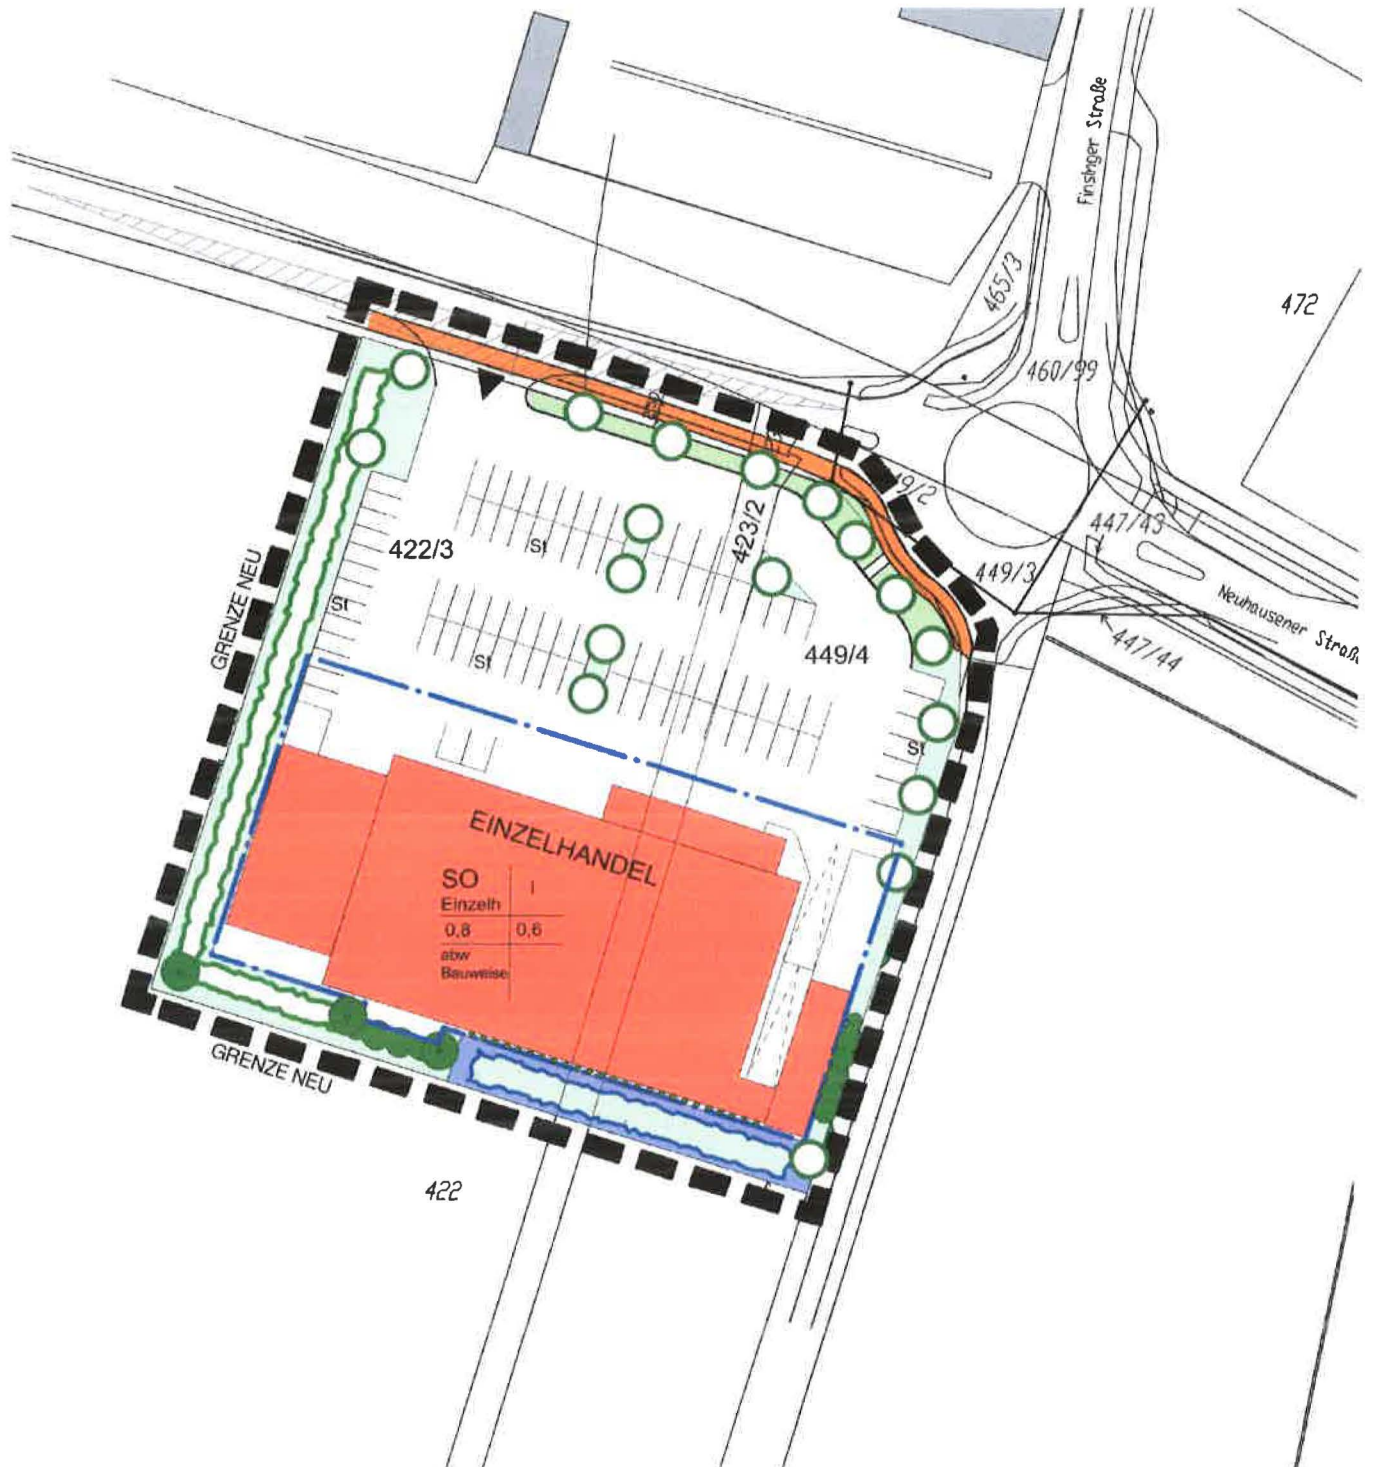 Finsinger Straße
465/3
472
460/99
9/2
447/43
423/2
422/3
St
449/3
Neuhausener Straß
GRENZE NEU
St
449/4
447/44
St
St
EINZELHANDEL
SO
I
Einzelh
0,8
0,6
abw
Bauweise
GRENZE NEU
422